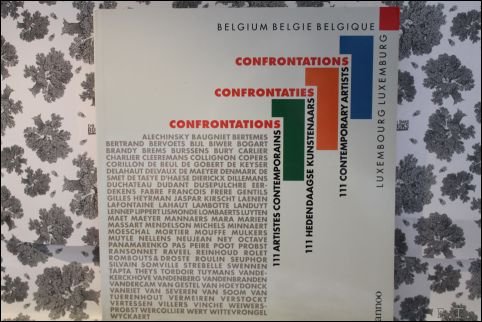 BELGIUM BELGIE BELGIQUE
LUXEMBOURG LUXEMBURG
CONFRONTATIONS
CONFRONTATIES
CONFRONTATIONS
111 ARTISTES CONTEMPORAINS
111 HEDENDAAGSE KUNSTENAARS
111 CONTEMPORARY ARTISTS
ALECHINSKY BAUGNIET BERTEMES
BERTRAND BERVOETS BIJL BIWER BOGART
BRANDY BREMS BURSSENS BURY CARLIER
CHARLIER CLEEREMANS COLLIGNON COPERS
CORILLON DE BEUL DE GOBERT DE KEYSER
DELAHAUT DELVAUX DE MAEYER DENMARK DE
SMET DE TAEYE D'HAESE DIERICKX DILLEMANS
DUCHATEAU DUDANT DUSEPULCHRE EER-
DEKENS FABRE FRANCOIS FRERE GENTILS
GILLES HEYRMAN JASPAR KIRSCHT LAENEN
LAFONTAINE LAHAUT LAMBOTTE LANDUYT
LENNEP LIPPERT LISMONDE LOMBAERTS LUYTEN
MAET MAEYER MANNAERS MARA MARIEN
MASSART MENDELSON MICHELS MINNAERT
MOESCHAL MORTIER MOUFFE MULKERS
MUYLE NELLENS NEUJEAN NEY OCTAVE
PANAMARENKO PAS PEIRE POOT PROBST
RANSONNET RAVEEL REINHOUD ROLET
ROMBOUTS & DROSTE ROULIN SEUPHOR
SILVAIN SOMVILLE STREBELLE SWENNEN
TAPTA THEYS TORDOIR TUYMANS VANDE-
KERCKHOVE VANDENBERG VANDENBRANDEN
VANDERCAM VAN GESTEL VAN HOEYDONCK
VANRIET VAN SEVEREN VAN SOOM VAN
TUERENHOUT VERMEIREN VERSTOCKT
VERTESSEN VILLERS VINCHE WEIWERS-
PROBST WERCOLLIER WERY WITTEVRONGEL
WYCKAERT